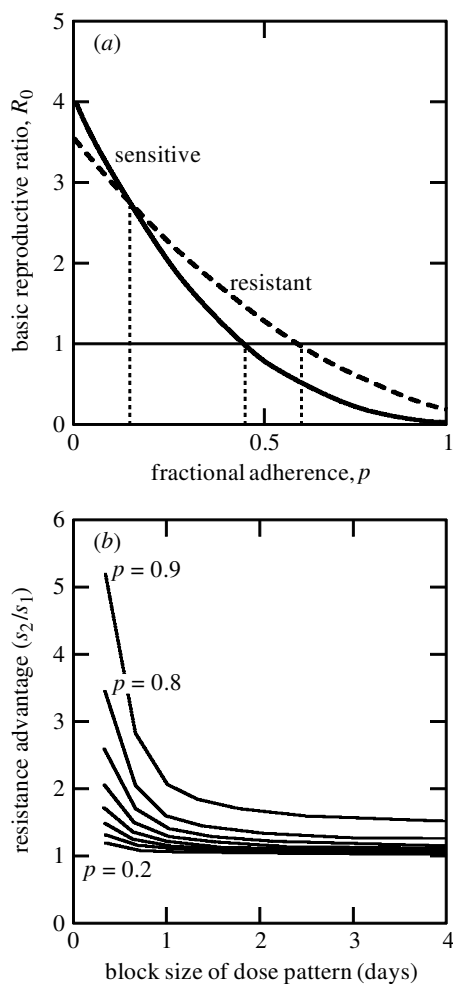 (a)
5
4
3
2
1
0
basic reproductive ratio, R0
sensitive
resistant
0 0.5 1
fractional adherence, p
(b)
6
5
4
3
2
1
0
resistance advantage (s2/s1)
p = 0.9
p = 0.8
p = 0.2
0 1 2 3 4
block size of dose pattern (days)